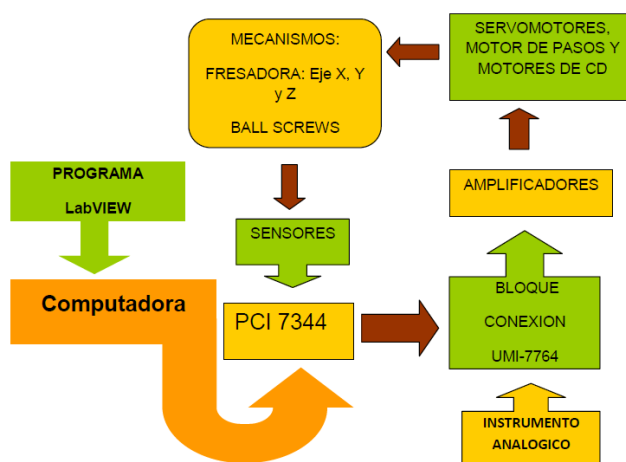 MECANISMOS:
FRESADORA: Eje X, Y
y Z
BALL SCREWS
SERVOMOTORES,
MOTOR DE PASOS Y
MOTORES DE CD
PROGRAMA
LabVIEW
AMPLIFICADORES
SENSORES
Computadora
PCI 7344
BLOQUE
CONEXION
UMI-7764
INSTRUMENTO
ANALOGICO